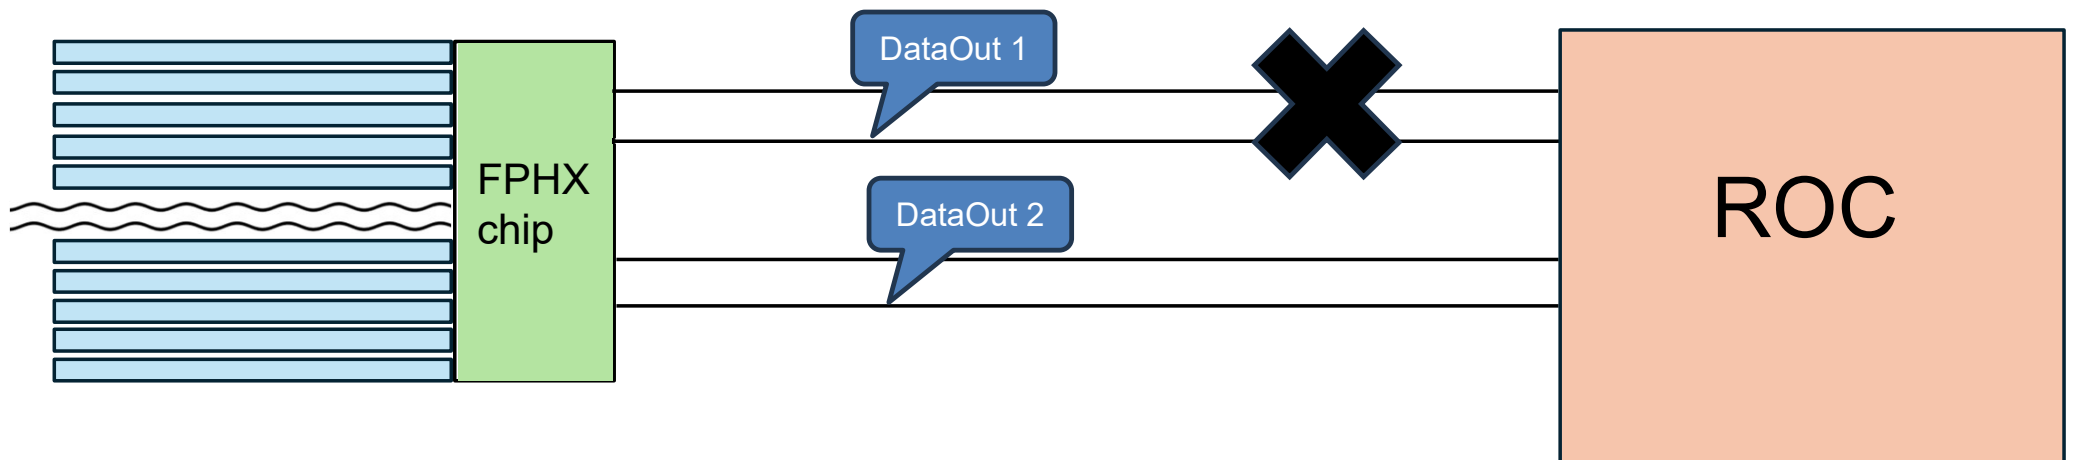 DataOut 1
FPHX
chip
DataOut 2
ROC